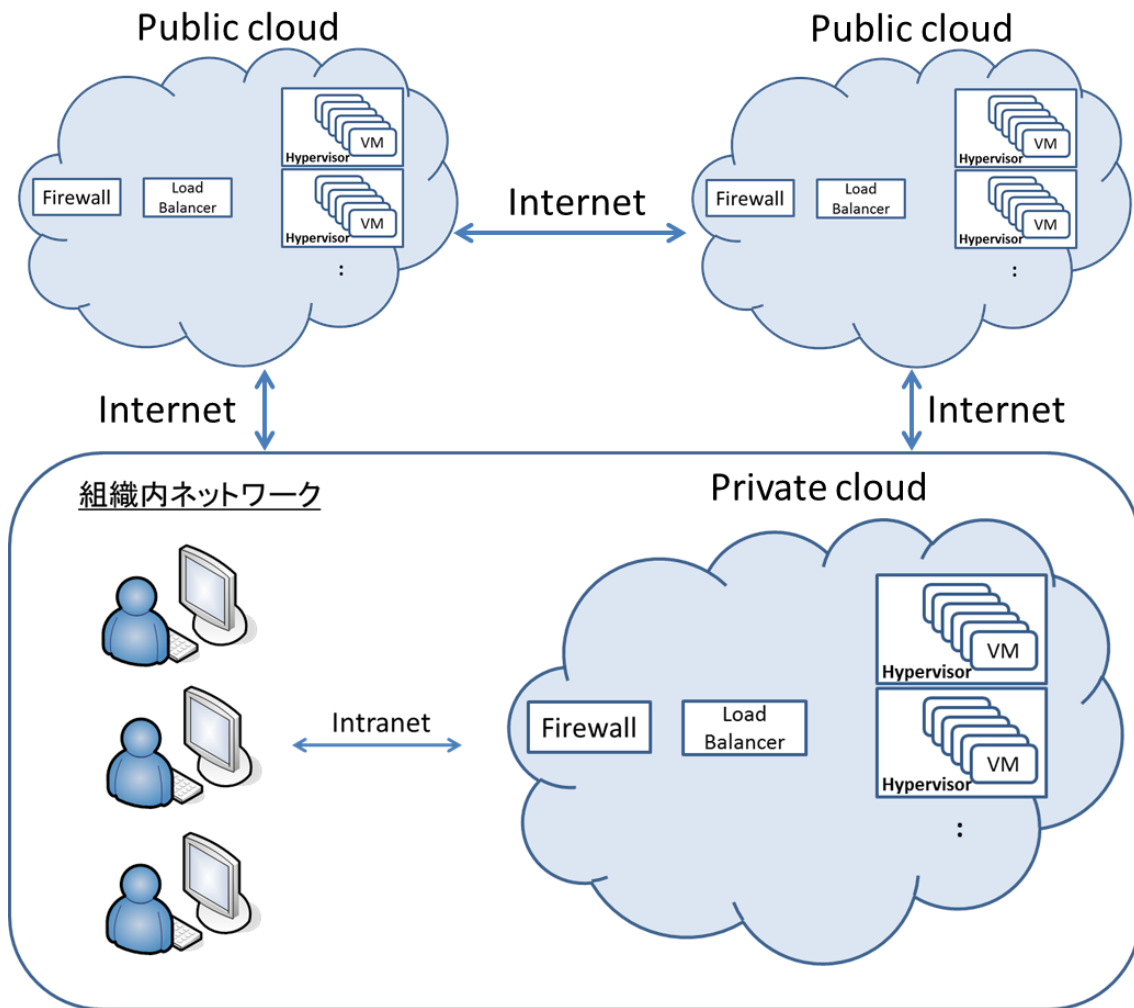 Public cloud
Public cloud
VM
Hypervisor
VM
Hypervisor
:
Firewall
Load
Balancer
Internet
VM
Hypervisor
VM
Hypervisor
:
Firewall
Load
Balancer
Internet
Internet
組織内ネットワーク
Private cloud
Intranet
Firewall
Load
Balancer
VM
Hypervisor
VM
Hypervisor
: